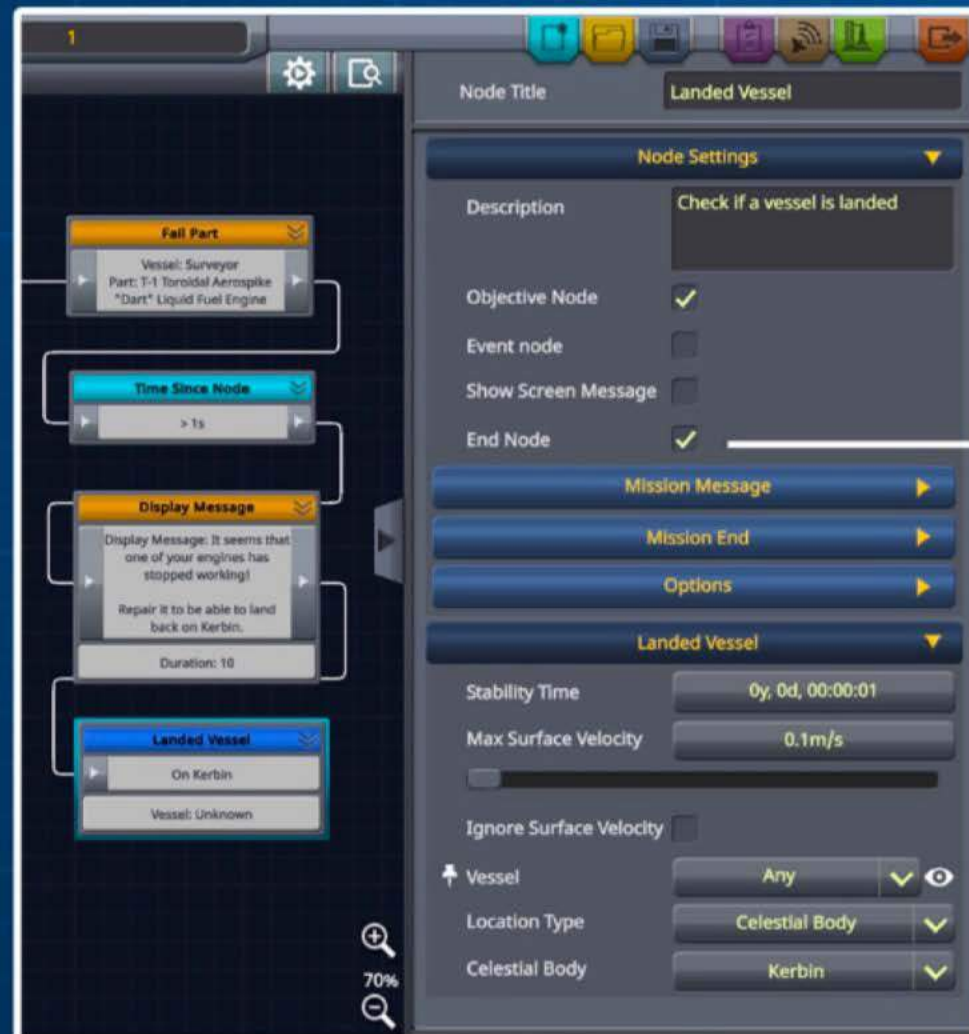 1
Node Title
Landed Vessel
Node Settings
Description
Check if a vessel is landed
Objective Node
Event node
Show Screen Message
End Node
Mission Message
Mission End
Options
Landed Vessel
Stability Time
0y, 0d, 00:00:01
Max Surface Velocity
0.1m/s
Ignore Surface Velocity
Vessel
Any
Location Type
Celestial Body
Celestial Body
Kerbin
Fail Part
Vessel: Surveyor
Part: T-1 Toroidal Aerospike
"Dart" Liquid Fuel Engine
Time Since Node
> 1s
Display Message
Display Message: It seems that
one of your engines has
stopped working!
Repair it to be able to land
back on Kerbin.
Duration: 10
Landed Vessel
On Kerbin
Vessel: Unknown
70%